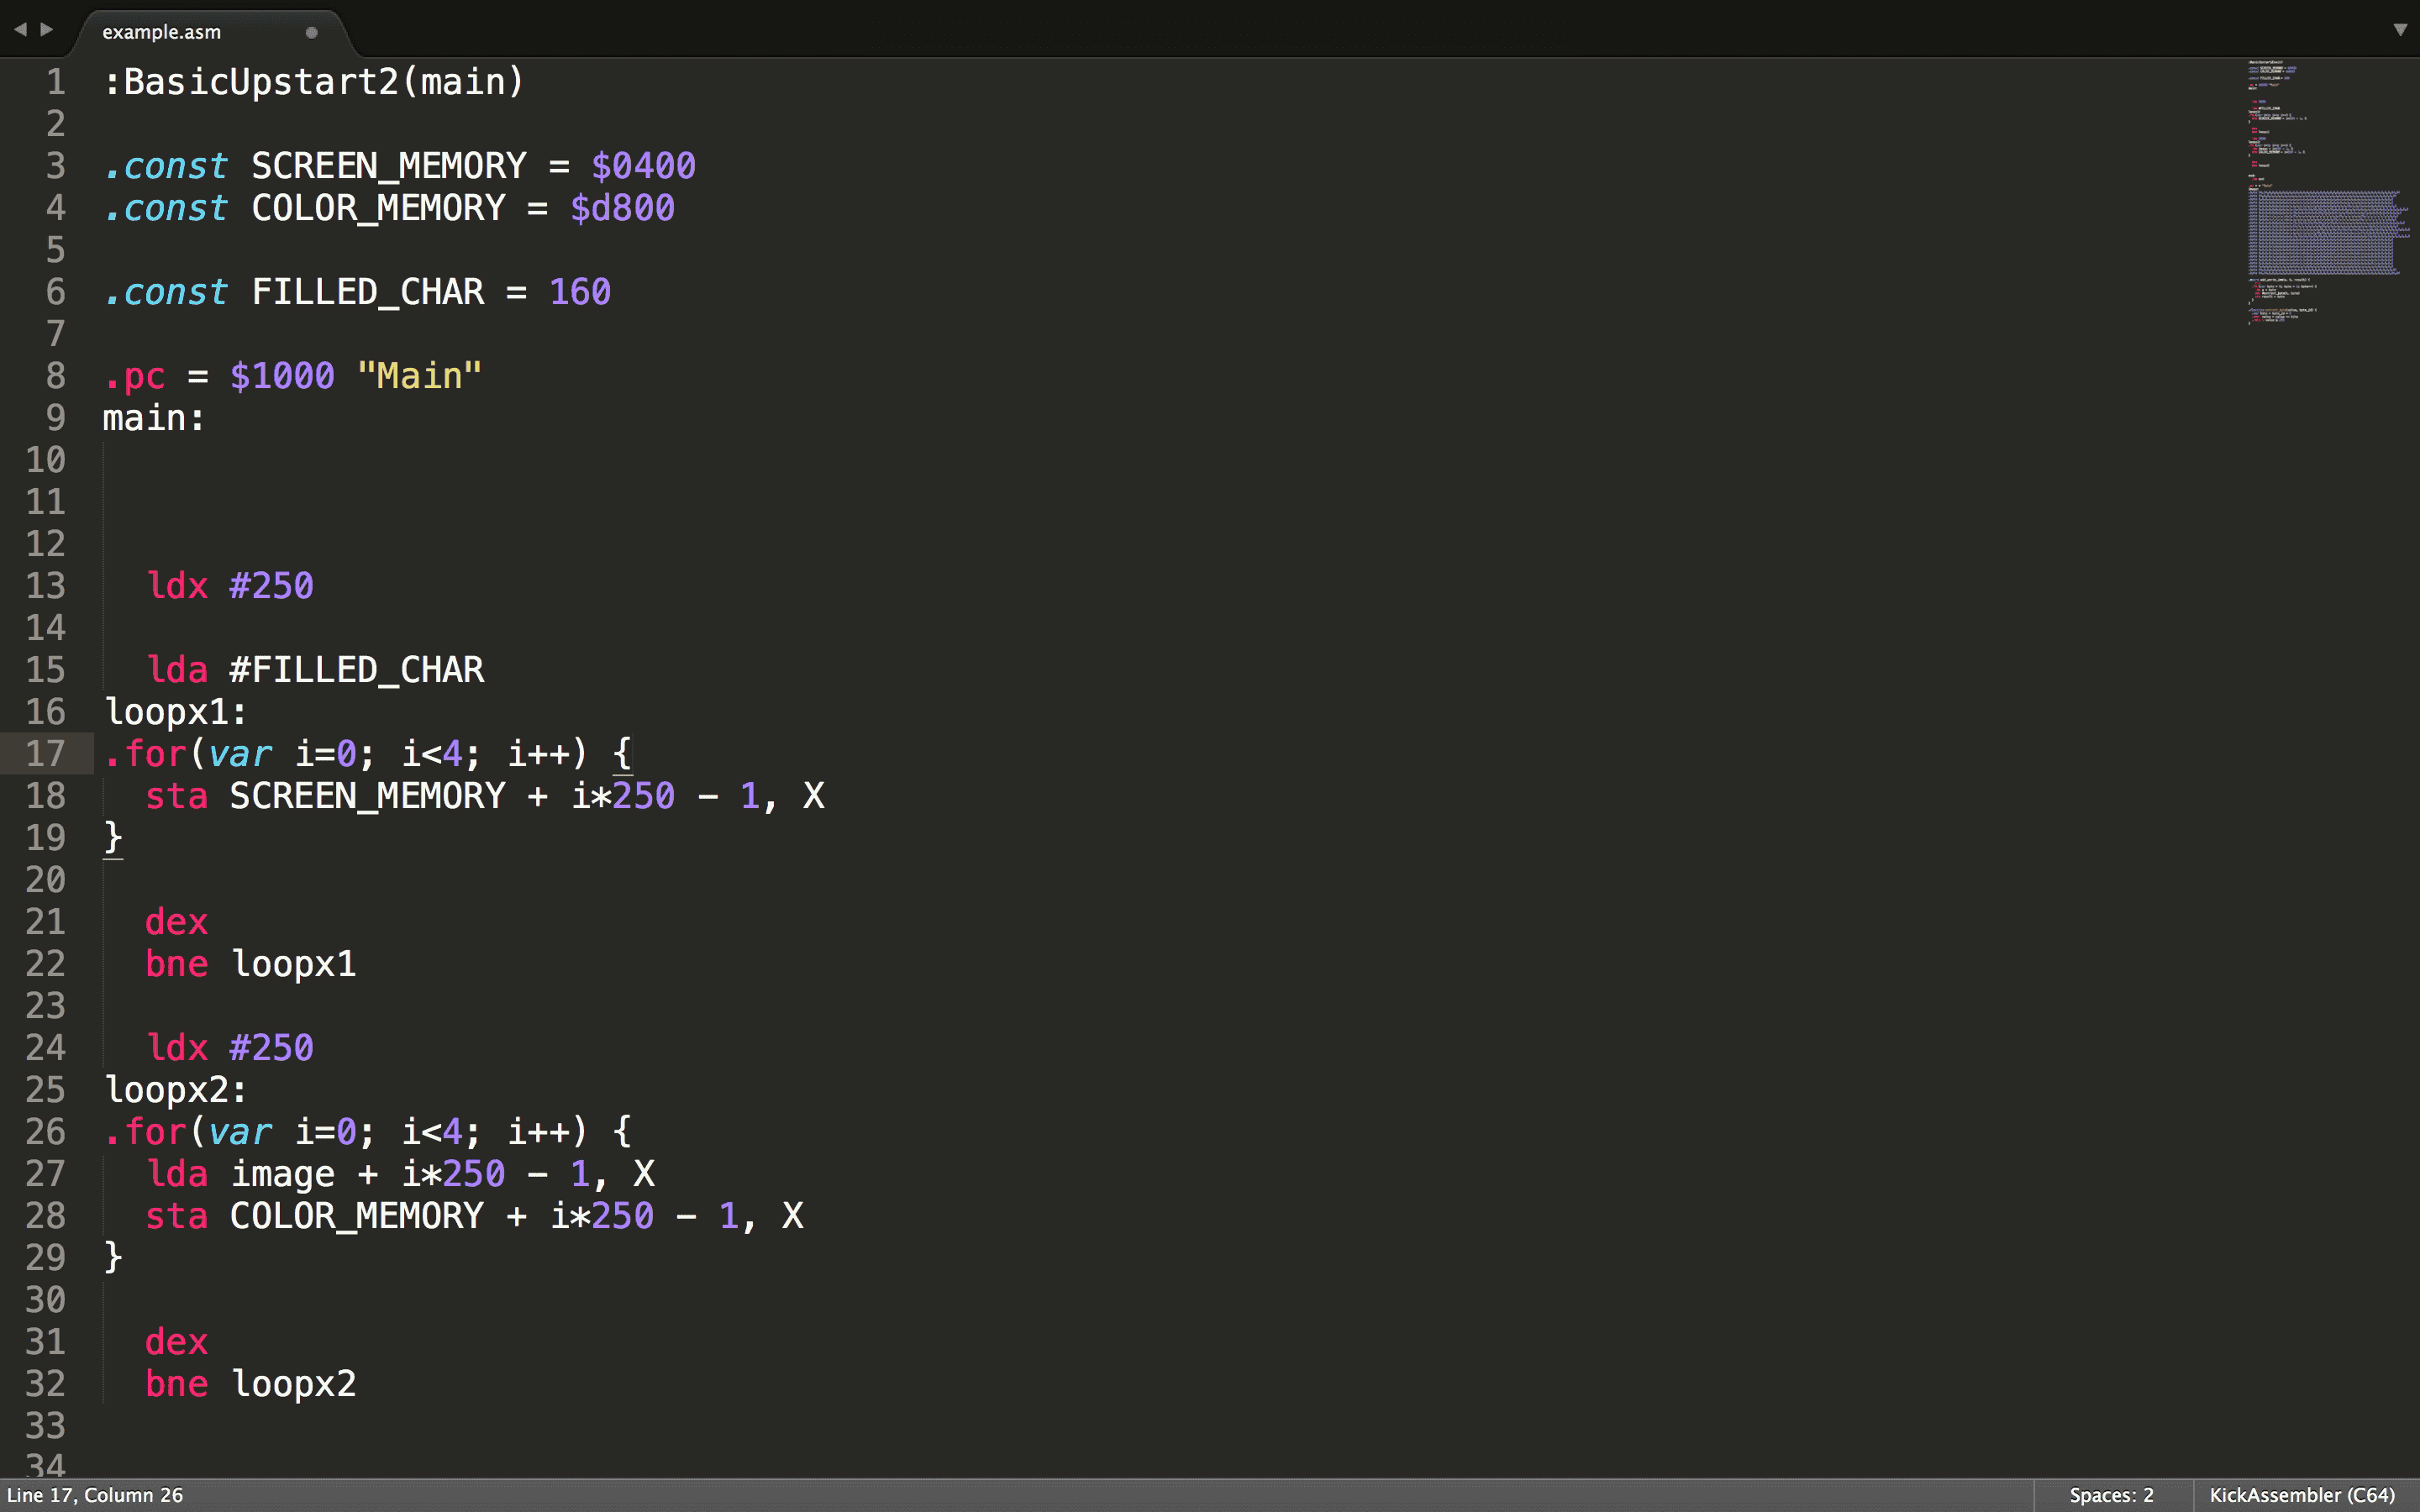 example.asm
1 :BasicUpstart2(main)
2
3 .const SCREEN_MEMORY = $0400
4 .const COLOR_MEMORY = $d800
5
6 .const FILLED_CHAR = 160
7
8 .pc = $1000 "Main"
9 main:
10
11
12
13 ldx #250
14
15 lda #FILLED_CHAR
16 loopx1:
17 .for(var i=0; i<4; i++) {
18 sta SCREEN_MEMORY + i*250 - 1, X
19 }
20
21 dex
22 bne loopx1
23
24 ldx #250
25 loopx2:
26 .for(var i=0; i<4; i++) {
27 lda image + i*250 - 1, X
28 sta COLOR_MEMORY + i*250 - 1, X
29 }
30
31 dex
32 bne loopx2
33
34
Line 17, Column 26 Spaces: 2 KickAssembler (C64)